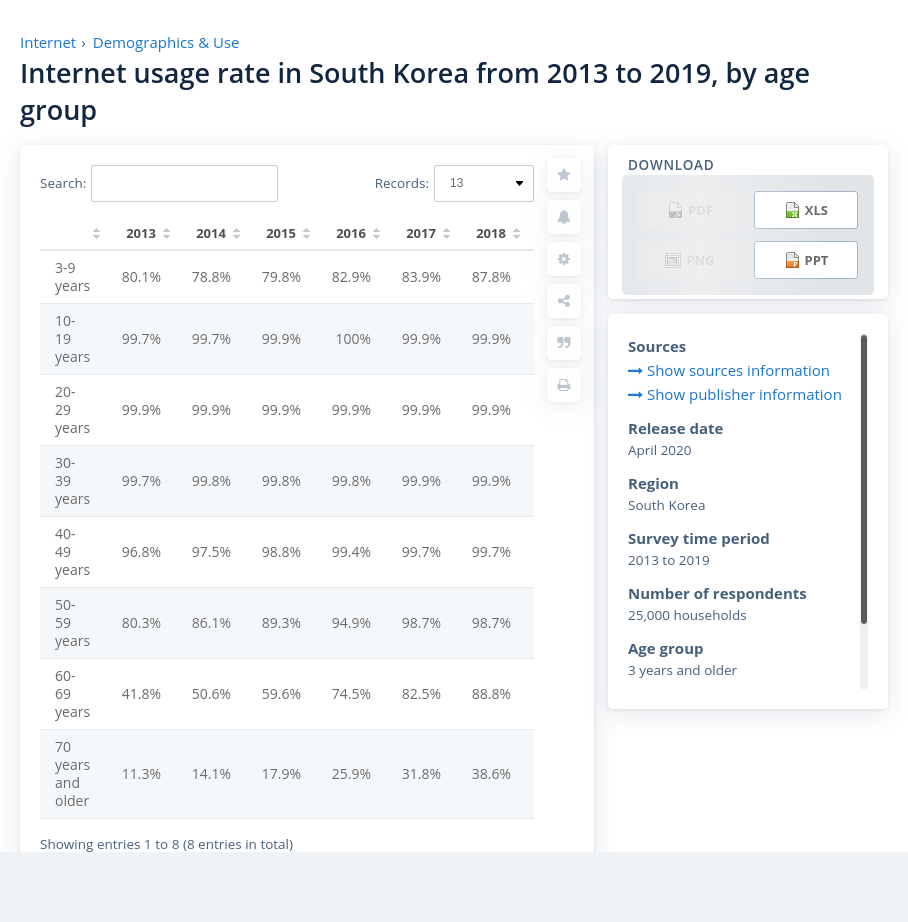 Internet › Demographics & Use
Internet usage rate in South Korea from 2013 to 2019, by age
group
Search:
Records: 13
2013 2014 2015 2016 2017 2018
3-9
years
80.1% 78.8% 79.8% 82.9% 83.9% 87.8%
10-
19
years
99.7% 99.7% 99.9% 100% 99.9% 99.9%
20-
29
years
99.9% 99.9% 99.9% 99.9% 99.9% 99.9%
30-
39
years
99.7% 99.8% 99.8% 99.8% 99.9% 99.9%
40-
49
years
96.8% 97.5% 98.8% 99.4% 99.7% 99.7%
50-
59
years
80.3% 86.1% 89.3% 94.9% 98.7% 98.7%
60-
69
years
41.8% 50.6% 59.6% 74.5% 82.5% 88.8%
70
years
and
older
11.3% 14.1% 17.9% 25.9% 31.8% 38.6%
Showing entries 1 to 8 (8 entries in total)
DOWNLOAD
PDF XLS
PNG PPT
Sources
Show sources information
Show publisher information
Release date
April 2020
Region
South Korea
Survey time period
2013 to 2019
Number of respondents
25,000 households
Age group
3 years and older